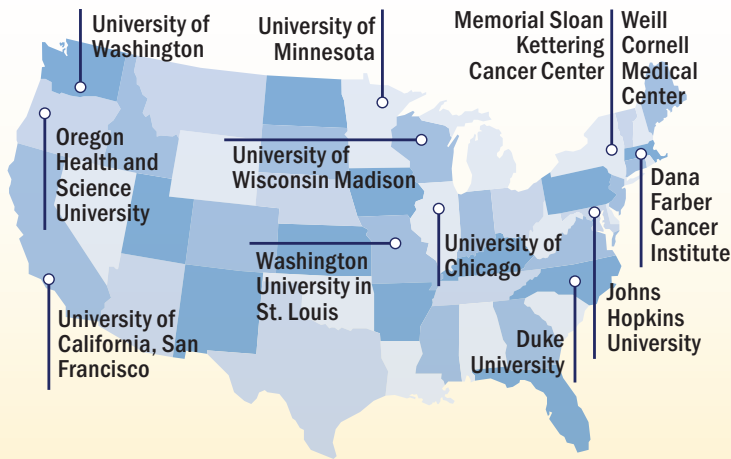 University of
Washington
University of
Minnesota
Memorial Sloan
Kettering
Cancer Center
Weill
Cornell
Medical
Center
Oregon
Health and
Science
University
University of
Wisconsin Madison
Dana
Farber
Cancer
Institute
Washington
University in
St. Louis
University of
Chicago
University of
California, San
Francisco
Duke
University
Johns
Hopkins
University